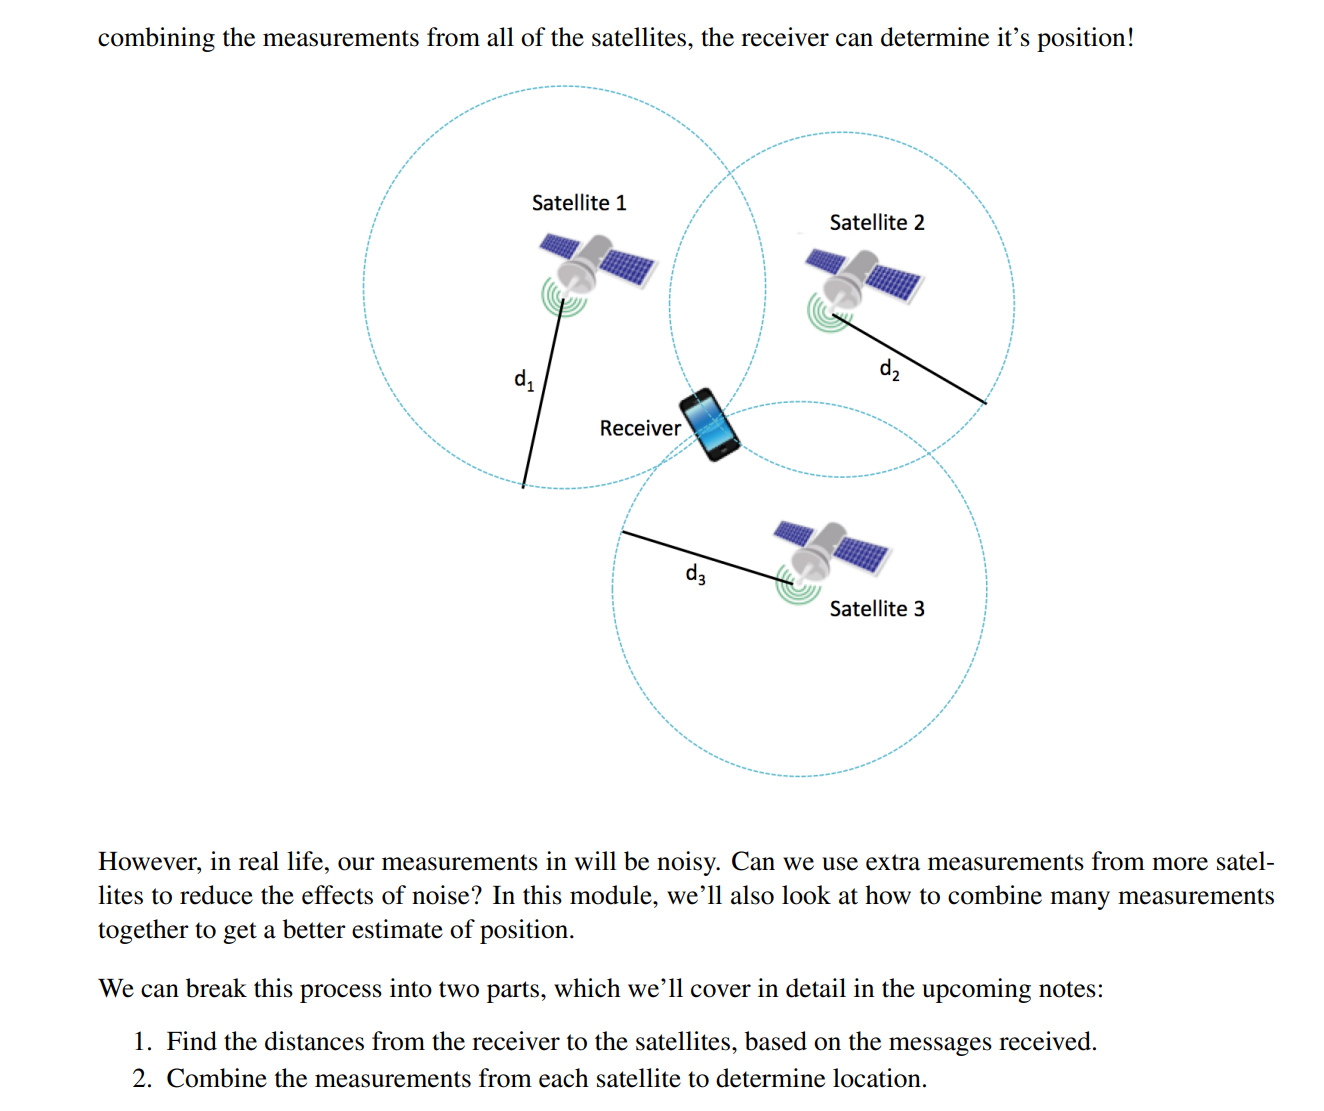 combining the measurements from all of the satellites, the receiver can determine it’s position!
Satellite 1
Satellite 2
d₁
d₂
Receiver
d₃
Satellite 3
However, in real life, our measurements in will be noisy. Can we use extra measurements from more satel-
lites to reduce the effects of noise? In this module, we’ll also look at how to combine many measurements
together to get a better estimate of position.
We can break this process into two parts, which we’ll cover in detail in the upcoming notes:
1. Find the distances from the receiver to the satellites, based on the messages received.
2. Combine the measurements from each satellite to determine location.